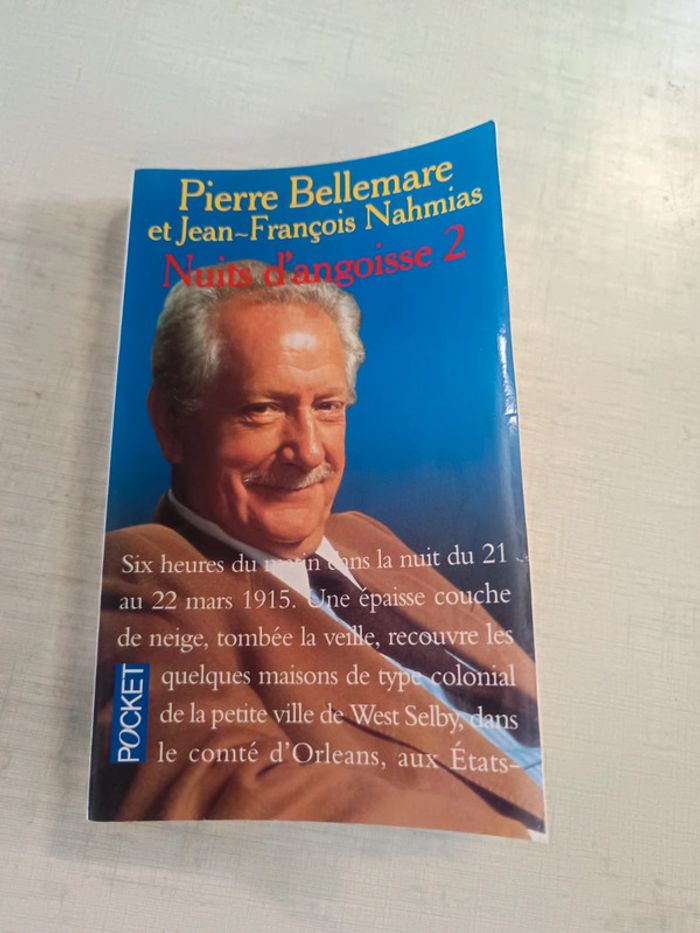 Pierre Bellemare
et Jean-François Nahmias
Nuits d'angoisse 2
Six heures du matin dans la nuit du 21
au 22 mars 1915. Une épaisse couche
de neige, tombée la veille, recouvre les
quelques maisons de type colonial
de la petite ville de West Selby, dans
le comté d'Orleans, aux États-
POCKET